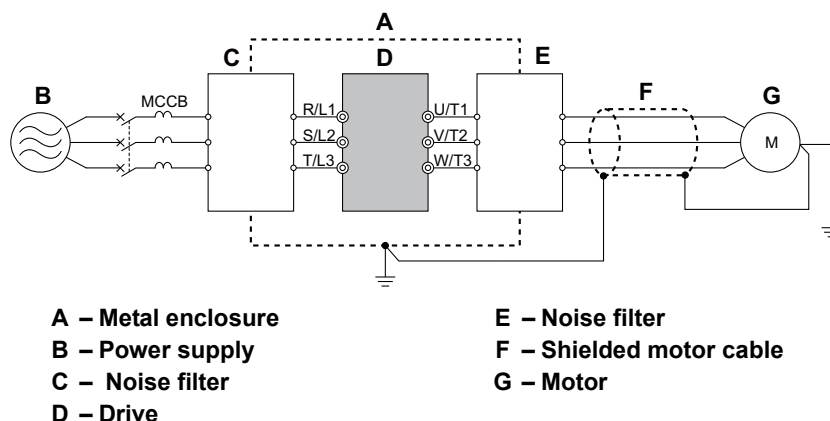 A
C
D
E
B
MCCB
R/L1
U/T1
F
G
S/L2
V/T2
M
T/L3
W/T3
A – Metal enclosure
B – Power supply
C – Noise filter
D – Drive
E – Noise filter
F – Shielded motor cable
G – Motor